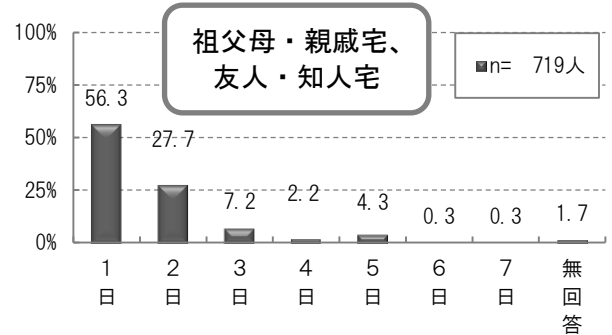 祖父母・親戚宅、
友人・知人宅
n= 719人
100%
75%
50%
25%
0%
56.3
27.7
7.2
2.2
4.3
0.3
0.3
1.7
1日
2日
3日
4日
5日
6日
7日
無回答